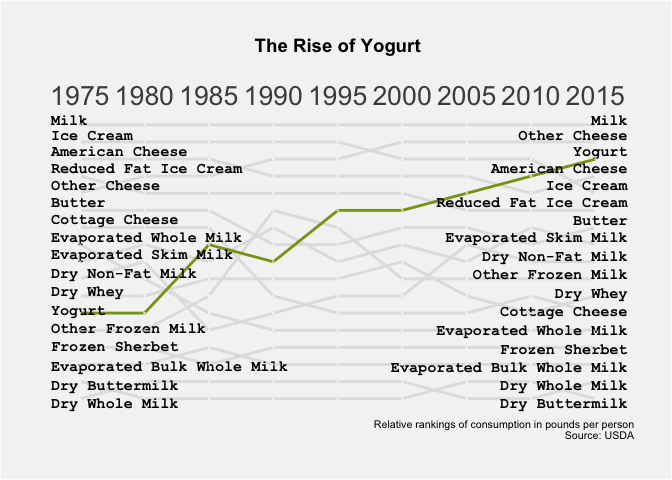 The Rise of Yogurt
1975 1980 1985 1990 1995 2000 2005 2010 2015
Milk
Ice Cream
American Cheese
Reduced Fat Ice Cream
Other Cheese
Butter
Cottage Cheese
Evaporated Whole Milk
Evaporated Skim Milk
Dry Non-Fat Milk
Dry Whey
Yogurt
Other Frozen Milk
Frozen Sherbet
Evaporated Bulk Whole Milk
Dry Buttermilk
Dry Whole Milk
Milk
Other Cheese
Yogurt
American Cheese
Ice Cream
Reduced Fat Ice Cream
Butter
Evaporated Skim Milk
Dry Non-Fat Milk
Other Frozen Milk
Dry Whey
Cottage Cheese
Evaporated Whole Milk
Frozen Sherbet
Evaporated Bulk Whole Milk
Dry Whole Milk
Dry Buttermilk
Relative rankings of consumption in pounds per person
Source: USDA